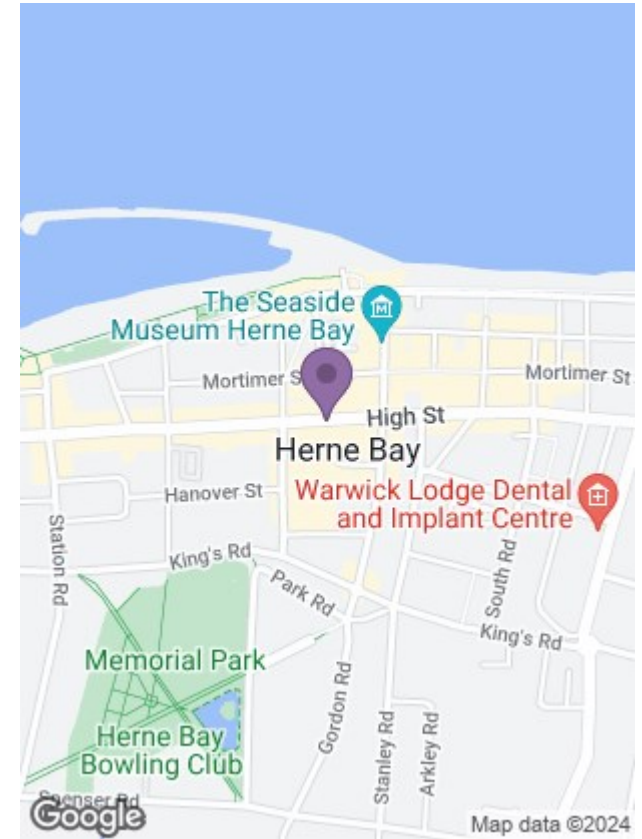 The Seaside
Museum Herne Bay
Mortimer S
Mortimer St
High St
Herne Bay
Hanover St
Warwick Lodge Dental
and Implant Centre
Station Rd
King's Rd
South Rd
Park Rd
King's Rd
Memorial Park
Gordon Rd
Stanley Rd
Arkley Rd
Herne Bay
Bowling Club
Spenser Rd
Google
Map data ©2024